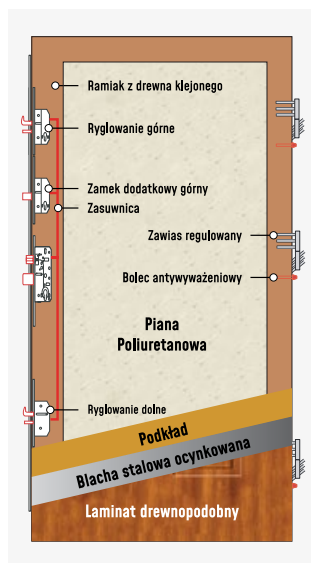 Ramiak z drewna klejonego
Ryglowanie górne
Zamek dodatkowy górny
Zasuwnica
Zawias regulowany
Bolec antywyważeniowy
Piana
Poliuretanowa
Ryglowanie dolne
Podkład
Blacha stalowa ocynkowana
Laminat drewnopodobny